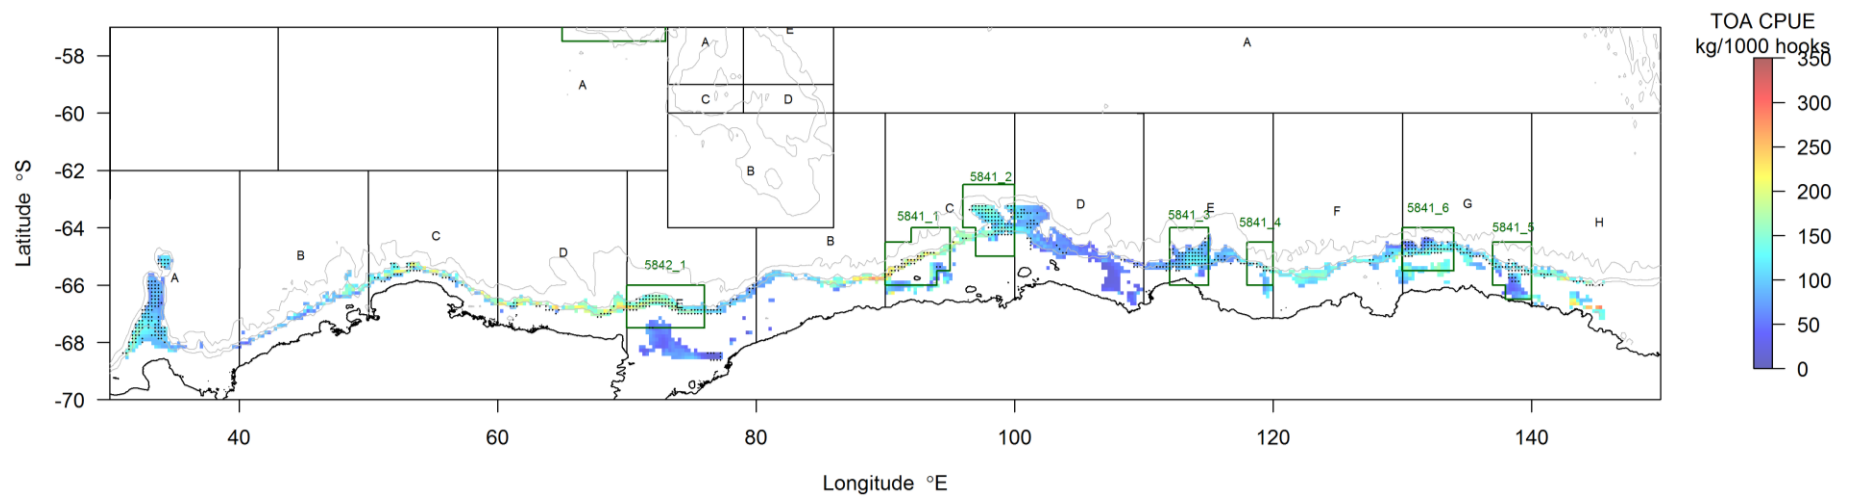 TOA CPUE
kg/1000 hooks
350
300
250
200
150
100
50
0
-58
-60
-62
-64
-66
-68
-70
Latitude °S
A
A
E
A
C
D
B
5841_2
5841_1
C
D
5841_3
E
5841_4
F
5841_6
G
5841_5
H
B
C
D
B
A
5842_1
E
40
60
80
100
120
140
Longitude °E